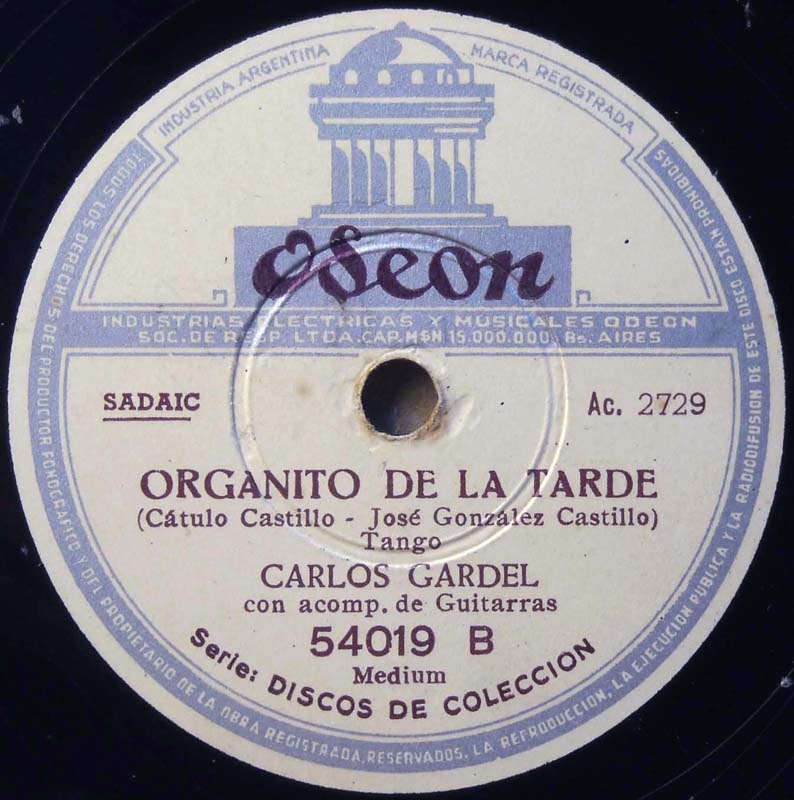 INDUSTRIA ARGENTINA
MARCA REGISTRADA
Odeon
INDUSTRIAS ELECTRICAS Y MUSICALES ODEON
SOC. DE RESP. LTDA. CAP. M$N 15.000.000. Bs. AIRES
SADAIC
Ac. 2729
ORGANITO DE LA TARDE
(Cátulo Castillo - José González Castillo)
Tango
CARLOS GARDEL
con acomp. de Guitarras
54019 B
Medium
Serie: DISCOS DE COLECCION
TODOS LOS DERECHOS DEL PRODUCTOR FONOGRAFICO Y DEL PROPIETARIO DE LA OBRA REGISTRADA, RESERVADOS. LA REPRODUCCION, LA EJECUCION PUBLICA Y LA RADIODIFUSION DE ESTE DISCO ESTAN PROHIBIDAS